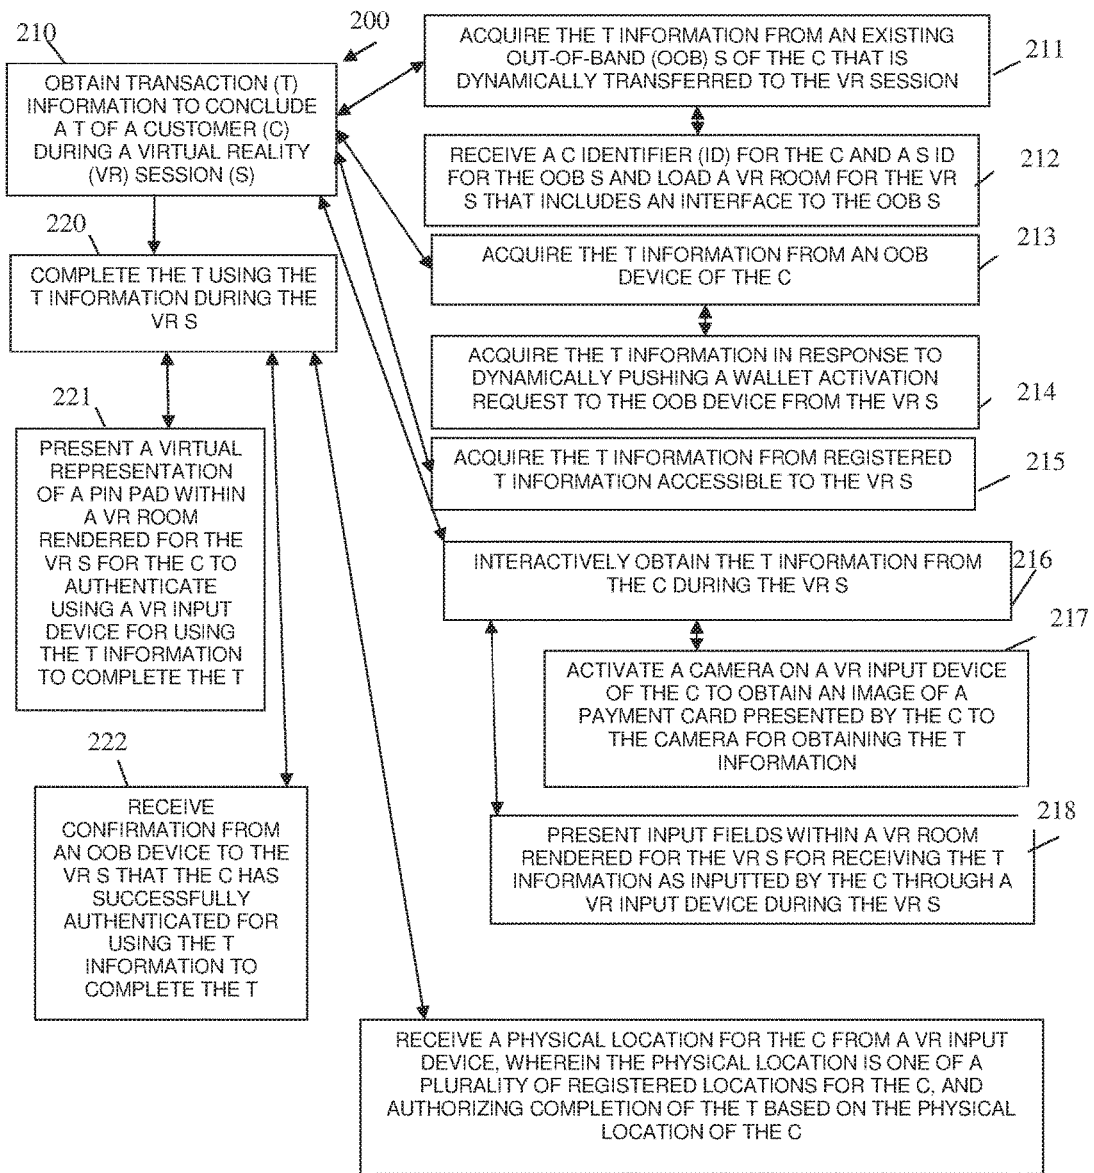 200
210
OBTAIN TRANSACTION (T)
INFORMATION TO CONCLUDE
A T OF A CUSTOMER (C)
DURING A VIRTUAL REALITY
(VR) SESSION (S)
211
ACQUIRE THE T INFORMATION FROM AN EXISTING
OUT-OF-BAND (OOB) S OF THE C THAT IS
DYNAMICALLY TRANSFERRED TO THE VR SESSION
212
RECEIVE A C IDENTIFIER (ID) FOR THE C AND A S ID
FOR THE OOB S AND LOAD A VR ROOM FOR THE VR
S THAT INCLUDES AN INTERFACE TO THE OOB S
213
ACQUIRE THE T INFORMATION FROM AN OOB
DEVICE OF THE C
214
ACQUIRE THE T INFORMATION IN RESPONSE TO
DYNAMICALLY PUSHING A WALLET ACTIVATION
REQUEST TO THE OOB DEVICE FROM THE VR S
215
ACQUIRE THE T INFORMATION FROM REGISTERED
T INFORMATION ACCESSIBLE TO THE VR S
216
INTERACTIVELY OBTAIN THE T INFORMATION FROM
THE C DURING THE VR S
217
ACTIVATE A CAMERA ON A VR INPUT DEVICE
OF THE C TO OBTAIN AN IMAGE OF A
PAYMENT CARD PRESENTED BY THE C TO
THE CAMERA FOR OBTAINING THE T
INFORMATION
218
PRESENT INPUT FIELDS WITHIN A VR ROOM
RENDERED FOR THE VR S FOR RECEIVING THE T
INFORMATION AS INPUTTED BY THE C THROUGH A
VR INPUT DEVICE DURING THE VR S
220
COMPLETE THE T USING THE
T INFORMATION DURING THE
VR S
221
PRESENT A VIRTUAL
REPRESENTATION
OF A PIN PAD WITHIN
A VR ROOM
RENDERED FOR THE
VR S FOR THE C TO
AUTHENTICATE
USING A VR INPUT
DEVICE FOR USING
THE T INFORMATION
TO COMPLETE THE T
222
RECEIVE
CONFIRMATION FROM
AN OOB DEVICE TO THE
VR S THAT THE C HAS
SUCCESSFULLY
AUTHENTICATED FOR
USING THE T
INFORMATION TO
COMPLETE THE T
RECEIVE A PHYSICAL LOCATION FOR THE C FROM A VR INPUT
DEVICE, WHEREIN THE PHYSICAL LOCATION IS ONE OF A
PLURALITY OF REGISTERED LOCATIONS FOR THE C, AND
AUTHORIZING COMPLETION OF THE T BASED ON THE PHYSICAL
LOCATION OF THE C